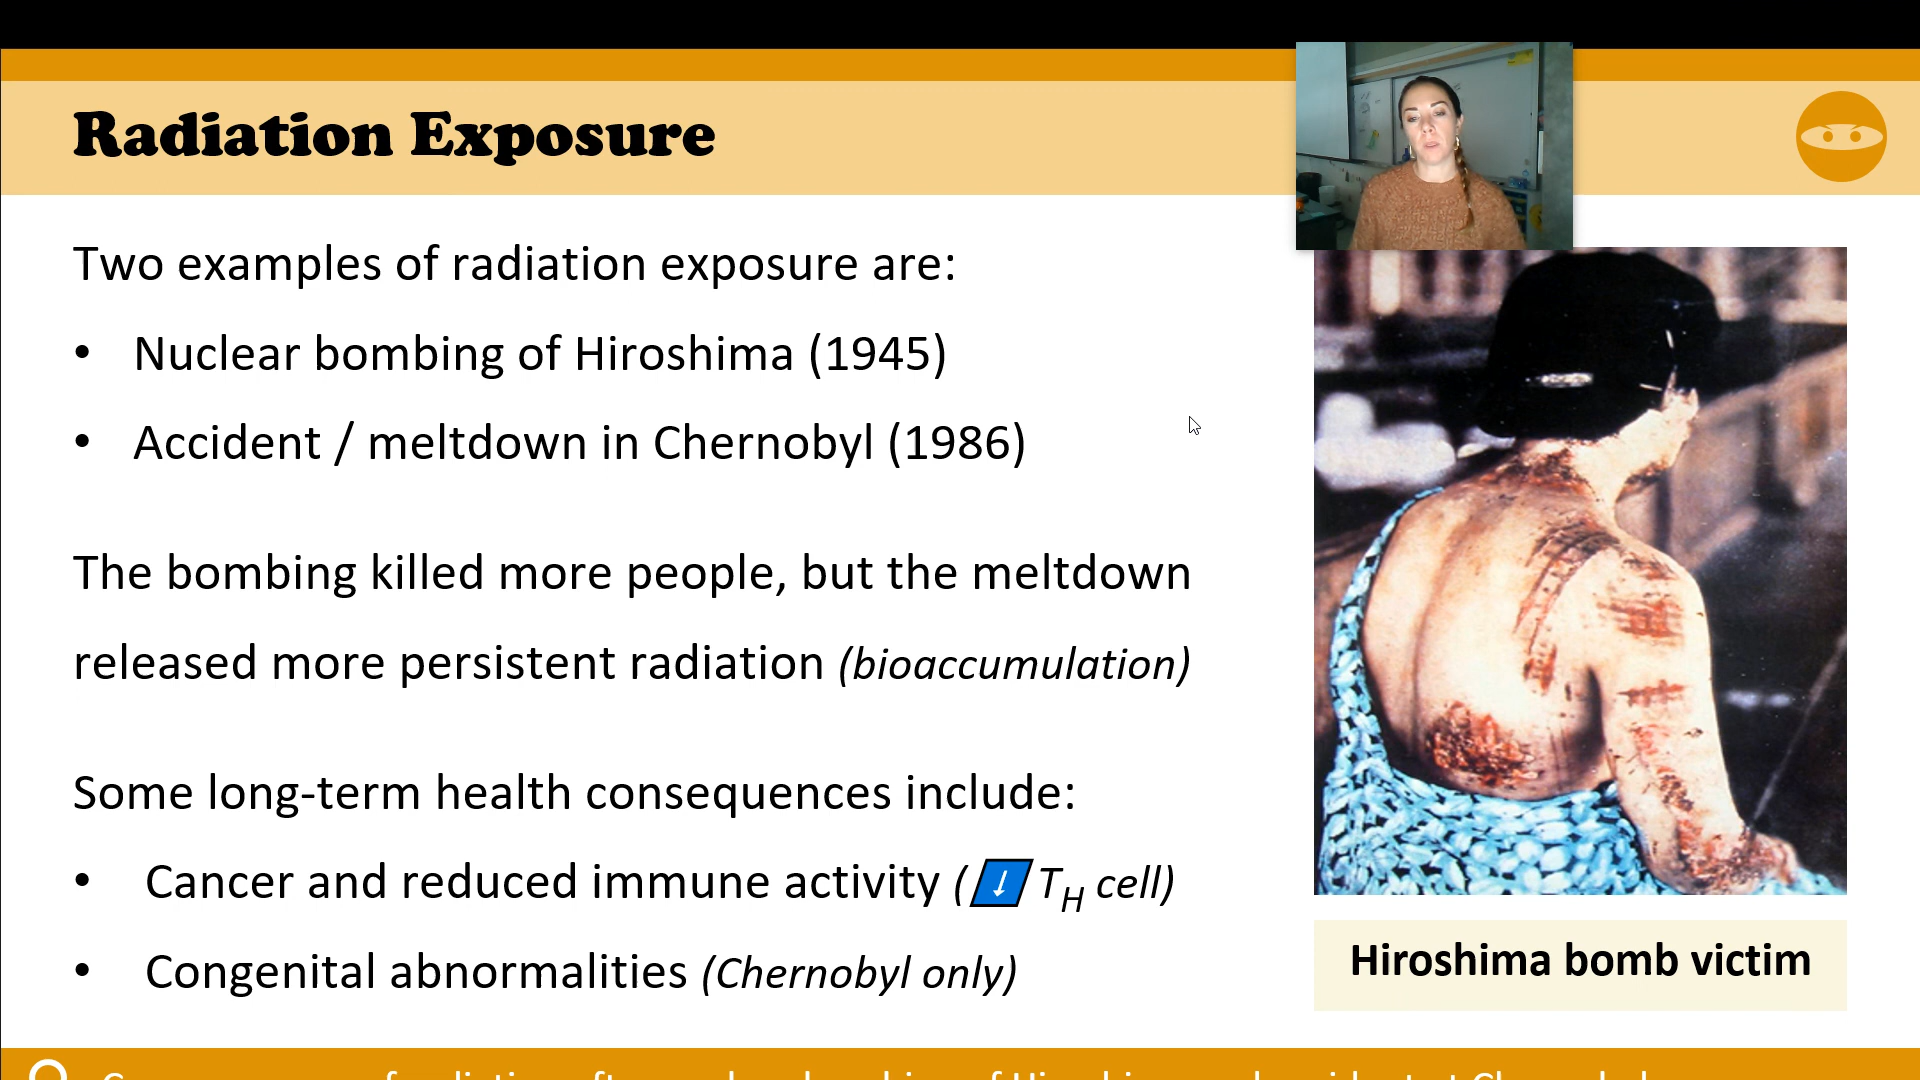 Radiation Exposure
Two examples of radiation exposure are:
• Nuclear bombing of Hiroshima (1945)
• Accident / meltdown in Chernobyl (1986)
The bombing killed more people, but the meltdown
released more persistent radiation (bioaccumulation)
Some long-term health consequences include:
• Cancer and reduced immune activity (↓ TH cell)
• Congenital abnormalities (Chernobyl only)
Hiroshima bomb victim